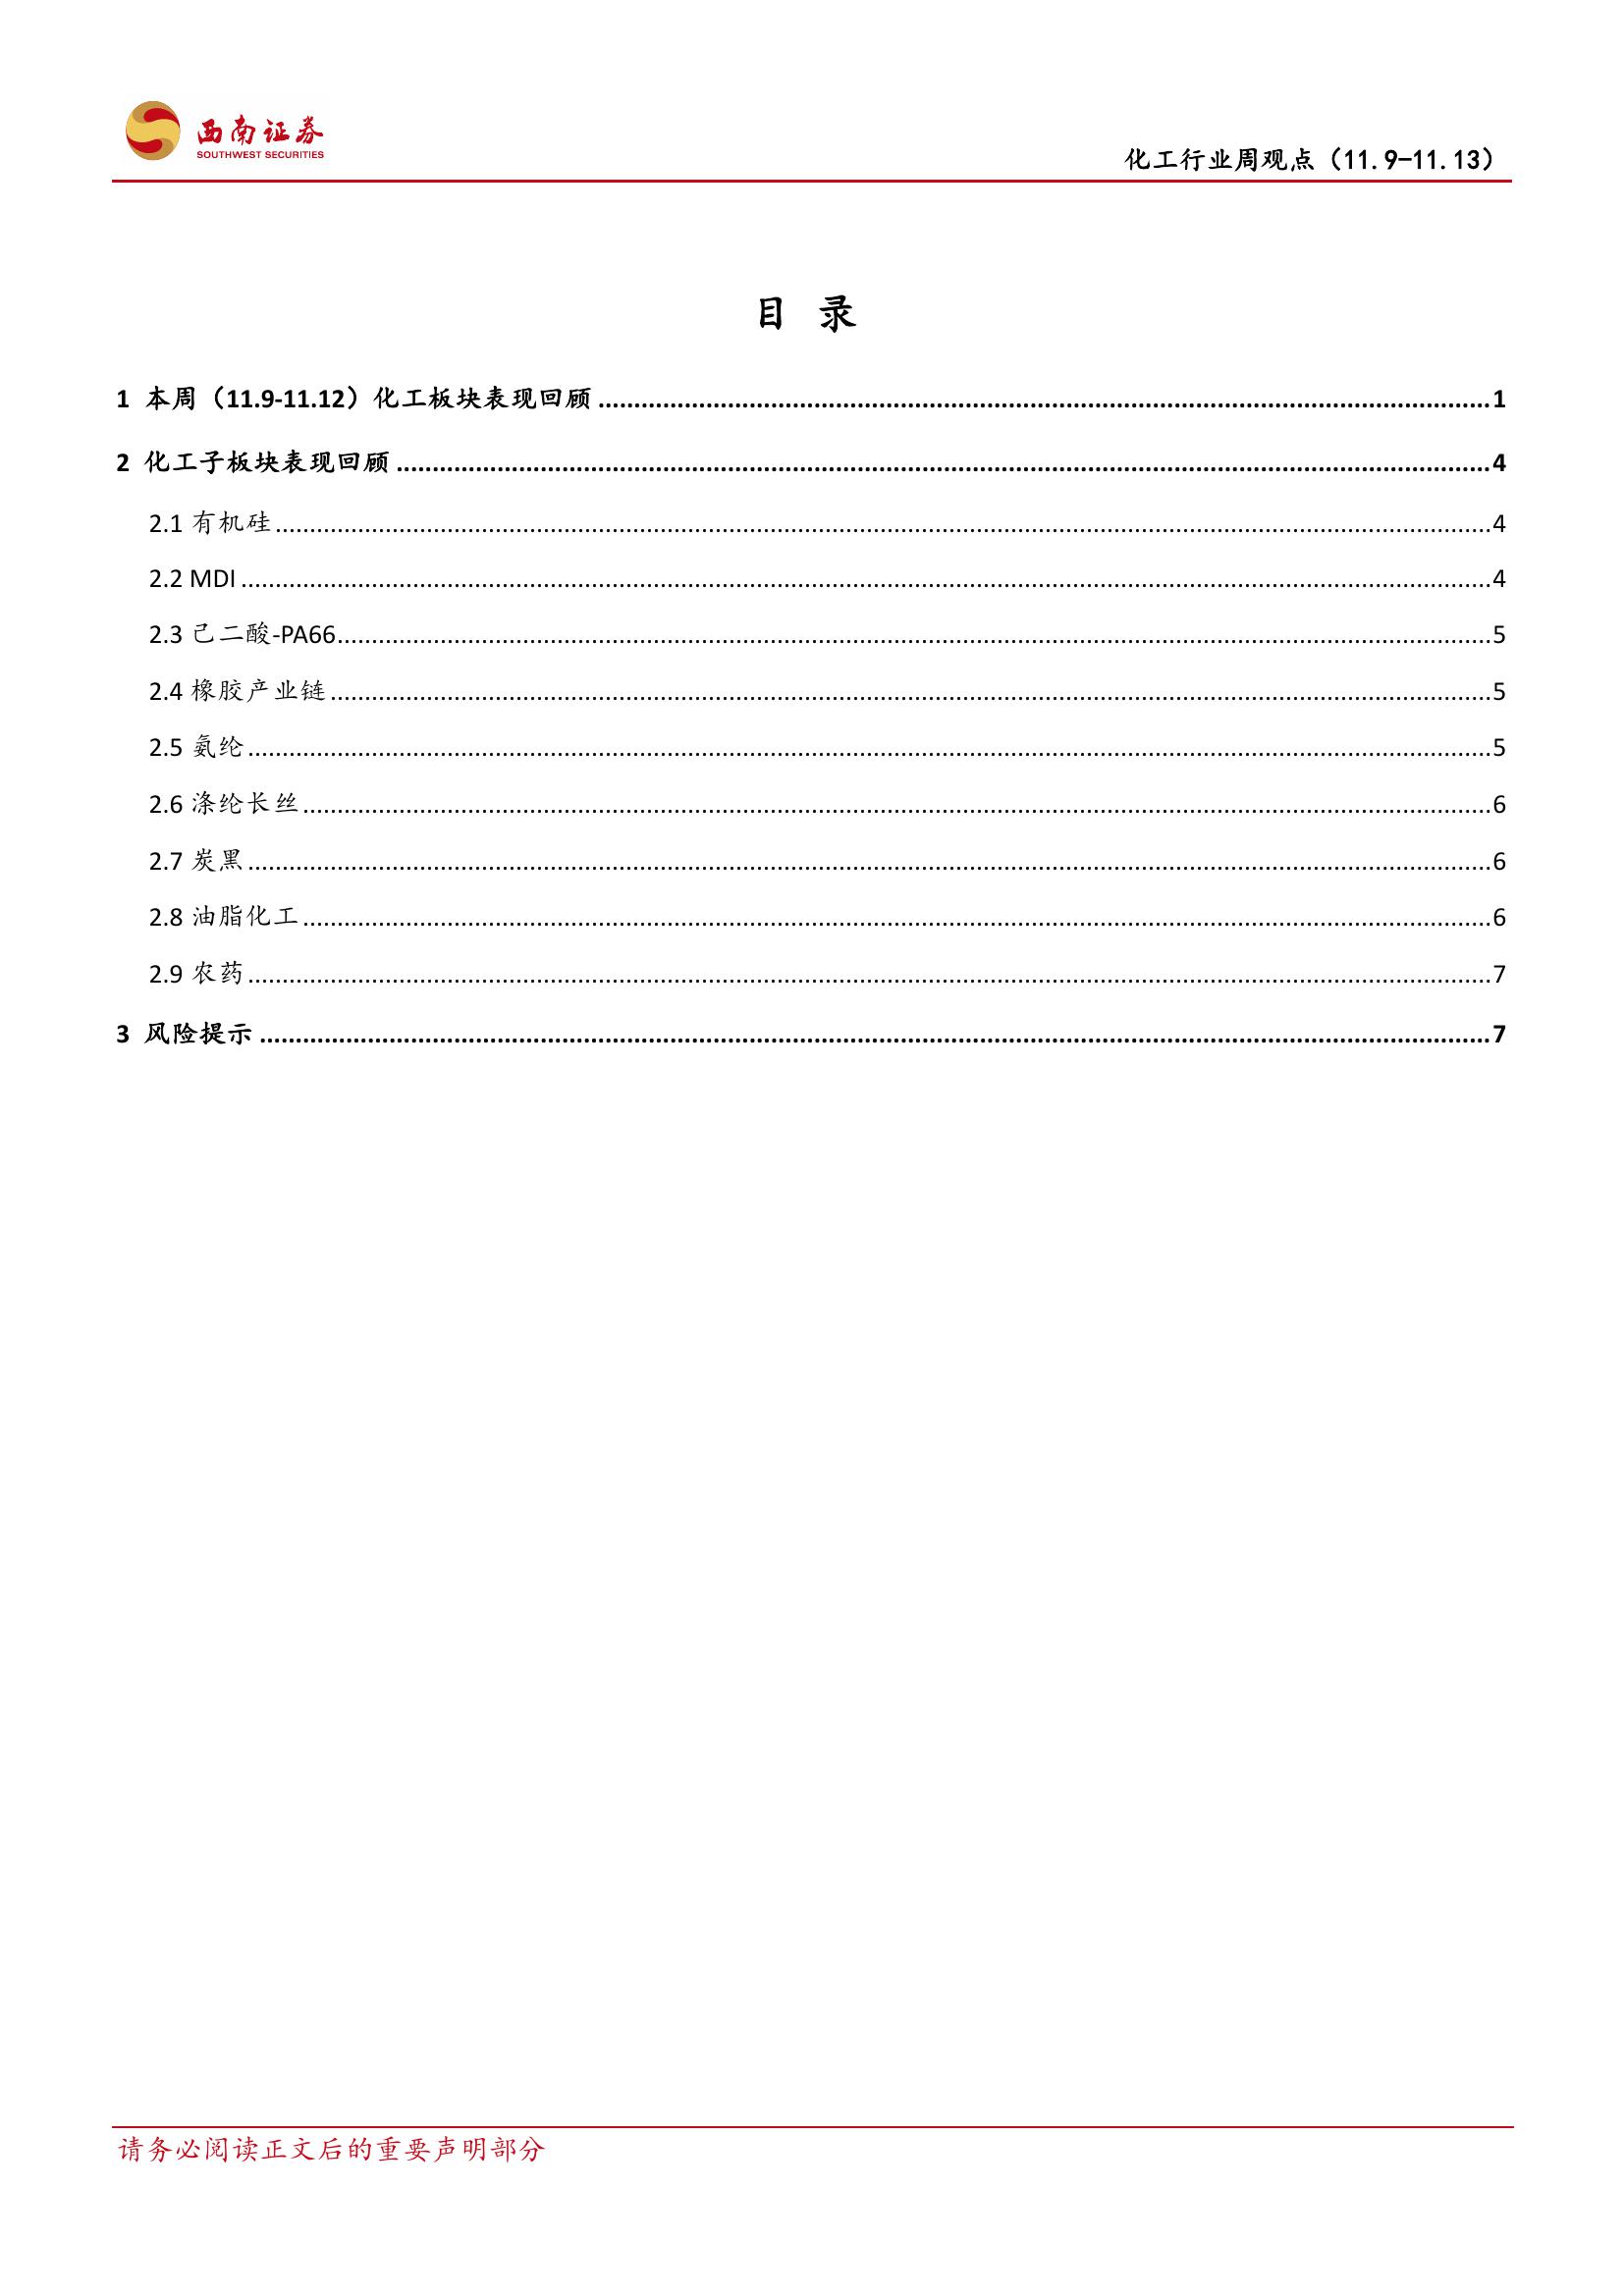 西南证券
SOUTHWEST SECURITIES
化工行业周观点（11.9-11.13）
目 录
1 本周（11.9-11.12）化工板块表现回顾........................................1
2 化工子板块表现回顾........................................4
2.1 有机硅........................................4
2.2 MDI........................................4
2.3 己二酸-PA66........................................5
2.4 橡胶产业链........................................5
2.5 氨纶........................................5
2.6 涤纶长丝........................................6
2.7 炭黑........................................6
2.8 油脂化工........................................6
2.9 农药........................................7
3 风险提示........................................7
请务必阅读正文后的重要声明部分